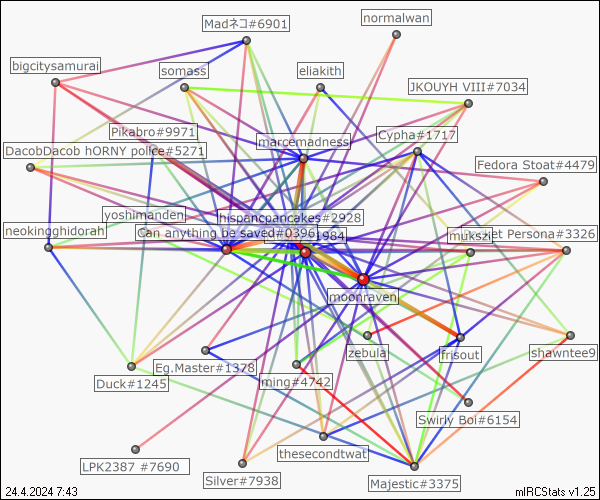 normalwan
Madネコ#6901
bigcitysamurai
somass
eliakith
JKOUYH VIII#7034
Pikabro#9971
marcemadness
Cypha#1717
DacobDacob hORNY police#5271
Fedora Stoat#4479
yoshimanden
hispancpancakes#2928
neokingghidorah
Can anything be saved#0396
1984
mukszi
et Persona#3326
moonraven
zebula
frisout
shawntee9
Eg.Master#1378
Duck#1245
ming#4742
Swirly Boi#6154
thesecondtwat
LPK2387 #7690
Silver#7938
Majestic#3375
24.4.2024 7:43
mIRCStats v1.25